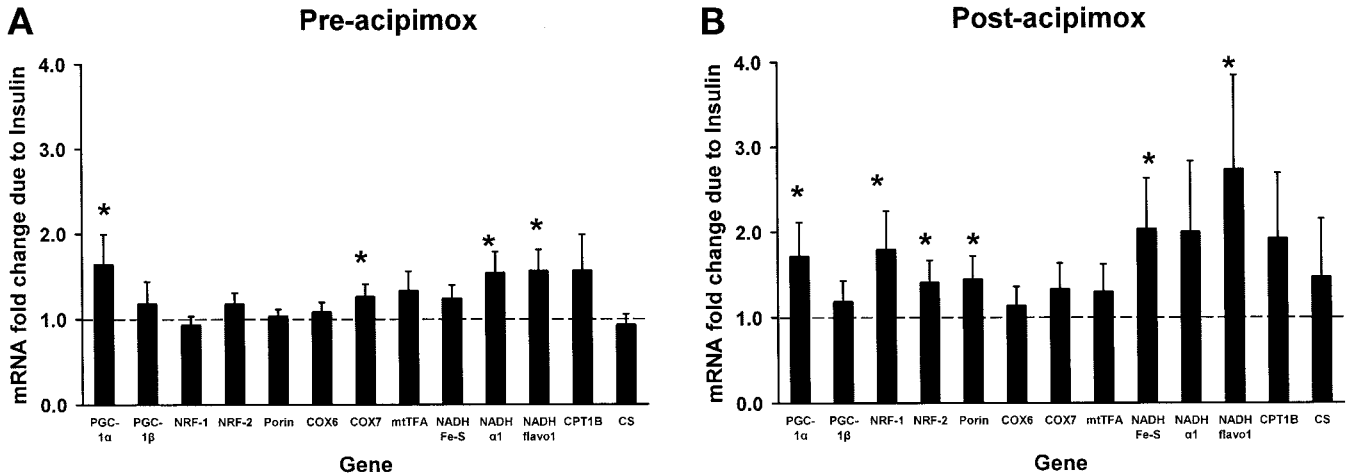 A
Pre-acipimox
mRNA fold change due to Insulin
4.0
3.0
2.0
1.0
0.0
*
*
*
*
PGC-1α PGC-1β NRF-1 NRF-2 Porin COX6 COX7 mtTFA NADH Fe-S NADH α1 NADH flavo1 CPT1B CS
Gene
B
Post-acipimox
mRNA fold change due to Insulin
4.0
3.0
2.0
1.0
0.0
*
*
*
*
*
*
PGC-1α PGC-1β NRF-1 NRF-2 Porin COX6 COX7 mtTFA NADH Fe-S NADH α1 NADH flavo1 CPT1B CS
Gene